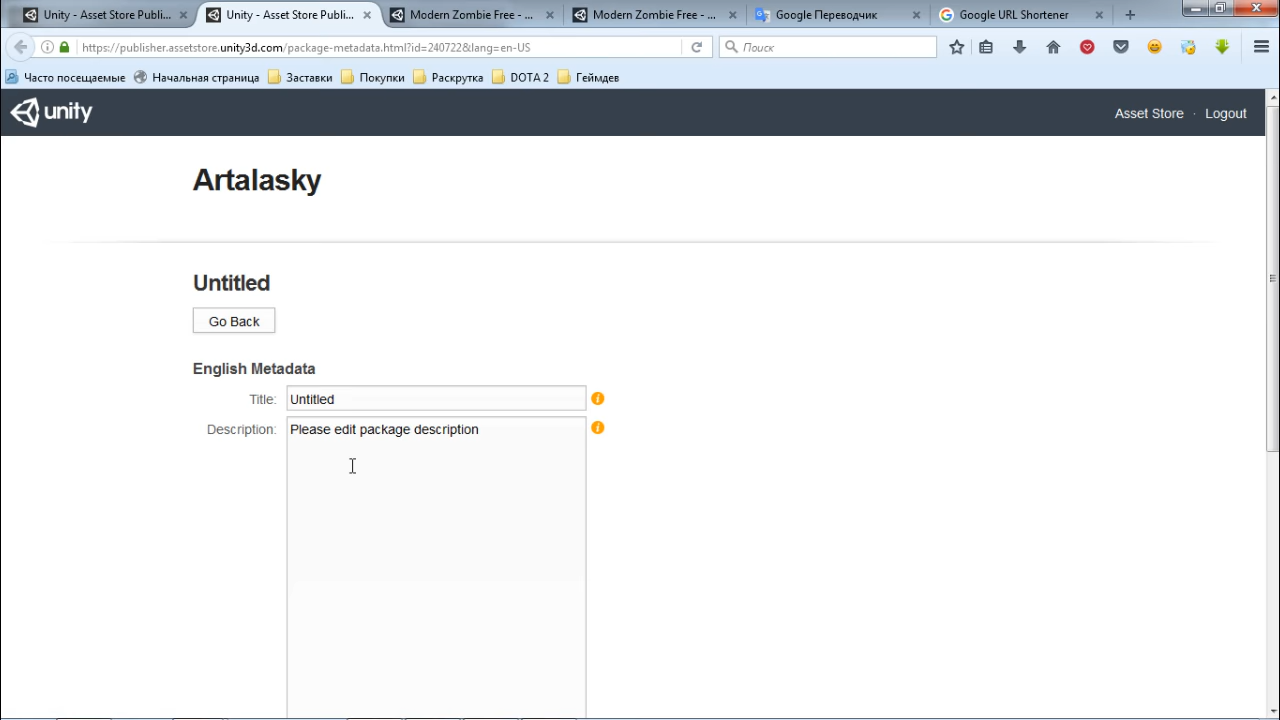 Unity - Asset Store Publi...
Unity - Asset Store Publi...
Modern Zombie Free - ...
Modern Zombie Free - ...
Google Переводчик
Google URL Shortener
https://publisher.assetstore.unity3d.com/package-metadata.html?id=240722&lang=en-US
Поиск
Часто посещаемые
Начальная страница
Заставки
Покупки
Раскрутка
DOTA 2
Геймдев
unity
Asset Store · Logout
Artalasky
Untitled
Go Back
English Metadata
Title: Untitled
Description: Please edit package description